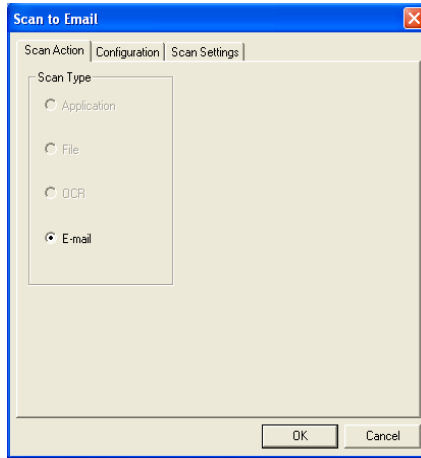 Scan to Email
Scan Action Configuration Scan Settings
Scan Type
Application
File
OCR
E-mail
OK Cancel